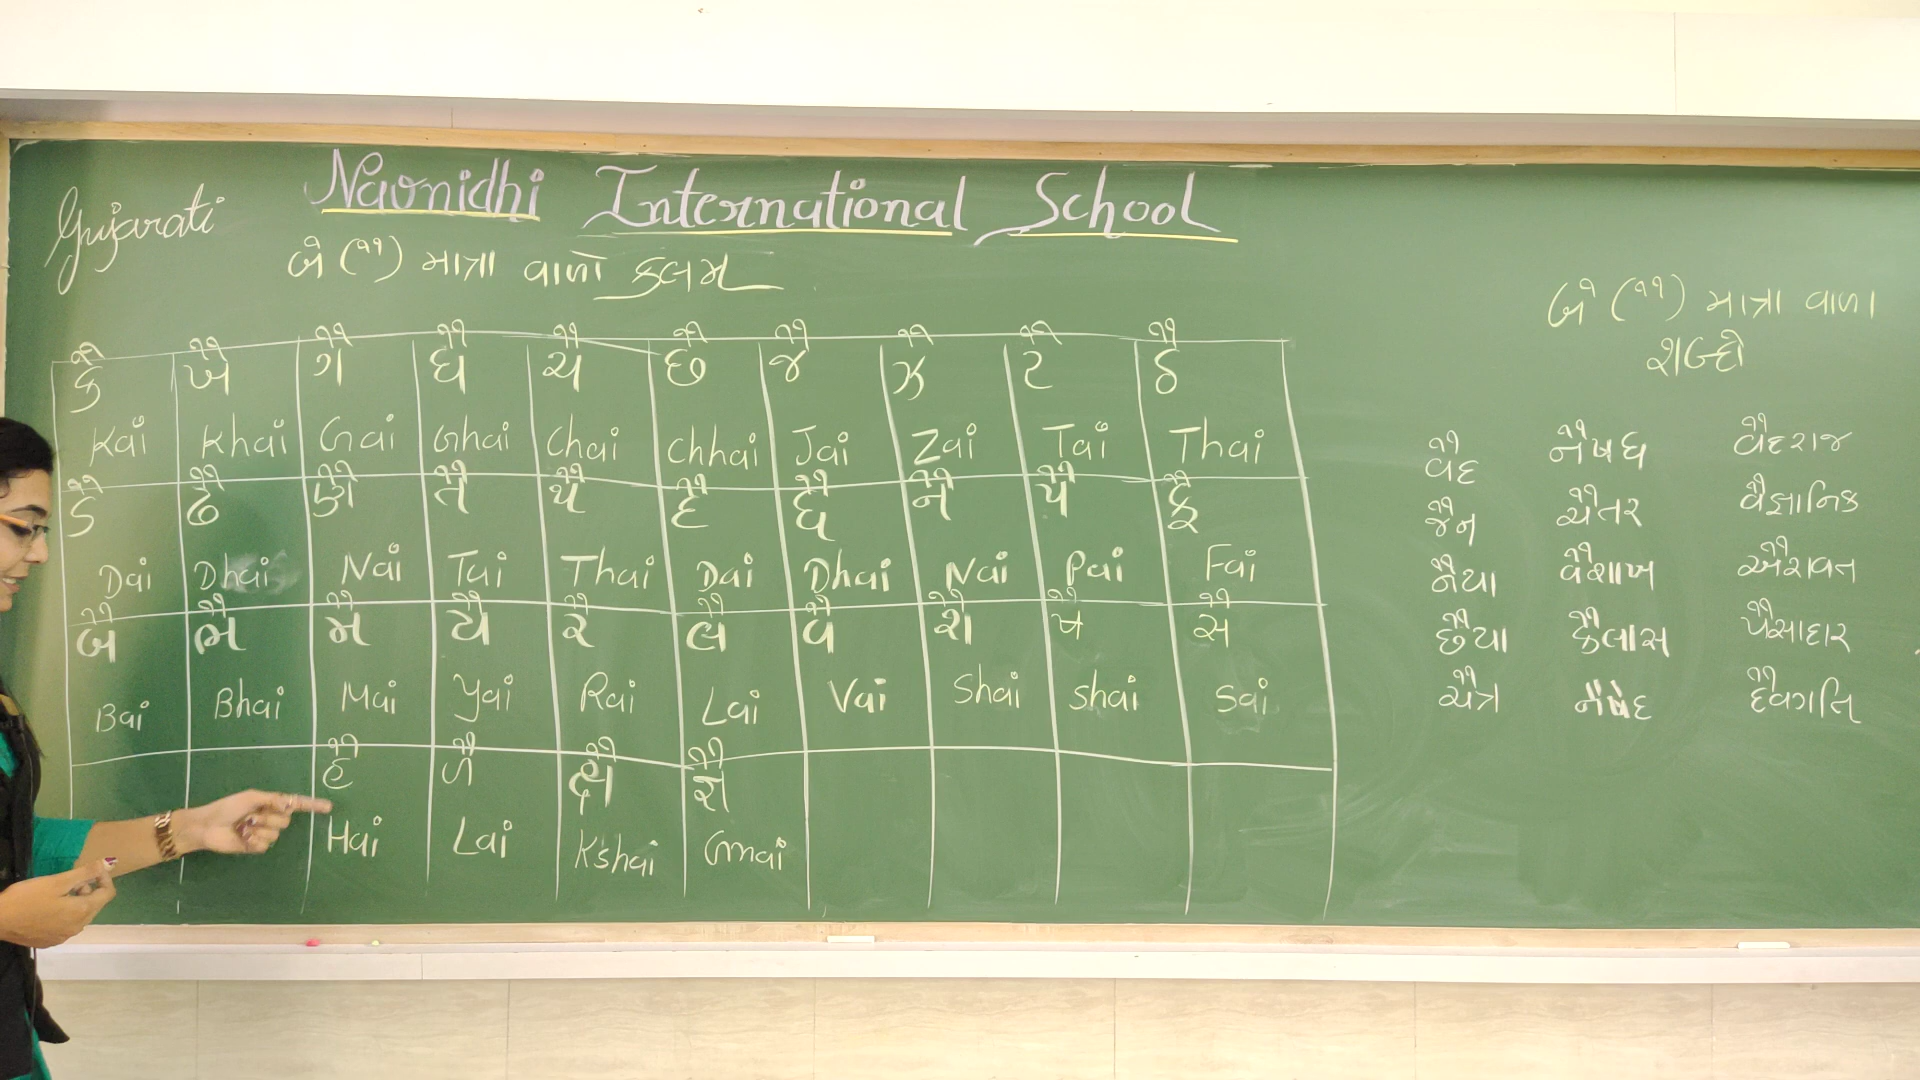 Gujarati
Navnidhi International School
બે (ૈ) માત્રા વાળો કલમ
કૈ ખૈ ગૈ ઘૈ ચૈ છૈ જૈ ઝૈ ટૈ ઠૈ
Kai Khai Gai Ghai Chai Chhai Jai Zai Tai Thai
ડૈ ઢૈ ણૈ તૈ થૈ દૈ ધૈ નૈ પૈ ફૈ
Dai Dhai Nai Tai Thai Dai Dhai Nai Pai Fai
બૈ ભૈ મૈ યૈ રૈ લૈ વૈ શૈ ષૈ સૈ
Bai Bhai Mai Yai Rai Lai Vai Shai Shai Sai
હૈ ળૈ ક્ષૈ જ્ઞૈ
Hai Lai Kshai Gnai
બે (ૈ) માત્રા વાળા
શબ્દો
વૈદ નૈષધ વૈદરાજ
જૈન ચૈતર વૈજ્ઞાનિક
નૈયા વૈશાખ ઐરાવત
છૈયા કૈલાસ પૈસાદાર
ચૈત્ર દૈવગતિ